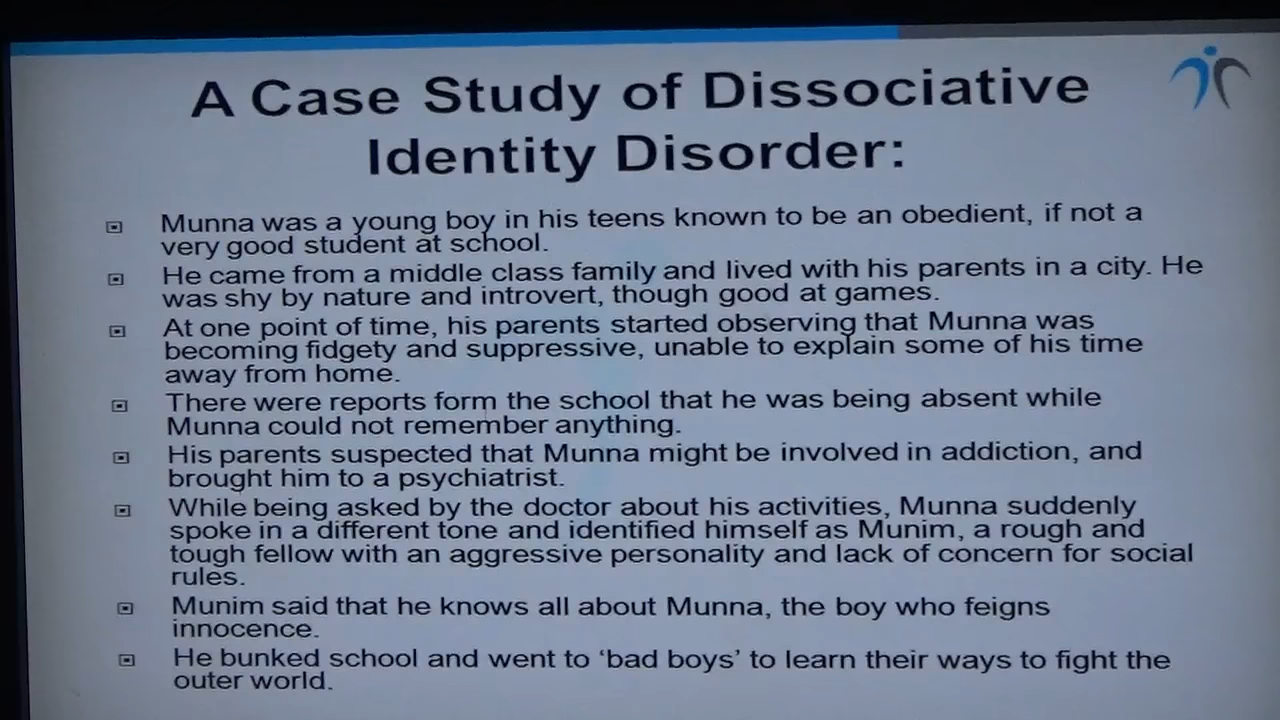 A Case Study of Dissociative
Identity Disorder:
Munna was a young boy in his teens known to be an obedient, if not a
very good student at school.
He came from a middle class family and lived with his parents in a city. He
was shy by nature and introvert, though good at games.
At one point of time, his parents started observing that Munna was
becoming fidgety and suppressive, unable to explain some of his time
away from home.
There were reports form the school that he was being absent while
Munna could not remember anything.
His parents suspected that Munna might be involved in addiction, and
brought him to a psychiatrist.
While being asked by the doctor about his activities, Munna suddenly
spoke in a different tone and identified himself as Munim, a rough and
tough fellow with an aggressive personality and lack of concern for social
rules.
Munim said that he knows all about Munna, the boy who feigns
innocence.
He bunked school and went to ‘bad boys’ to learn their ways to fight the
outer world.